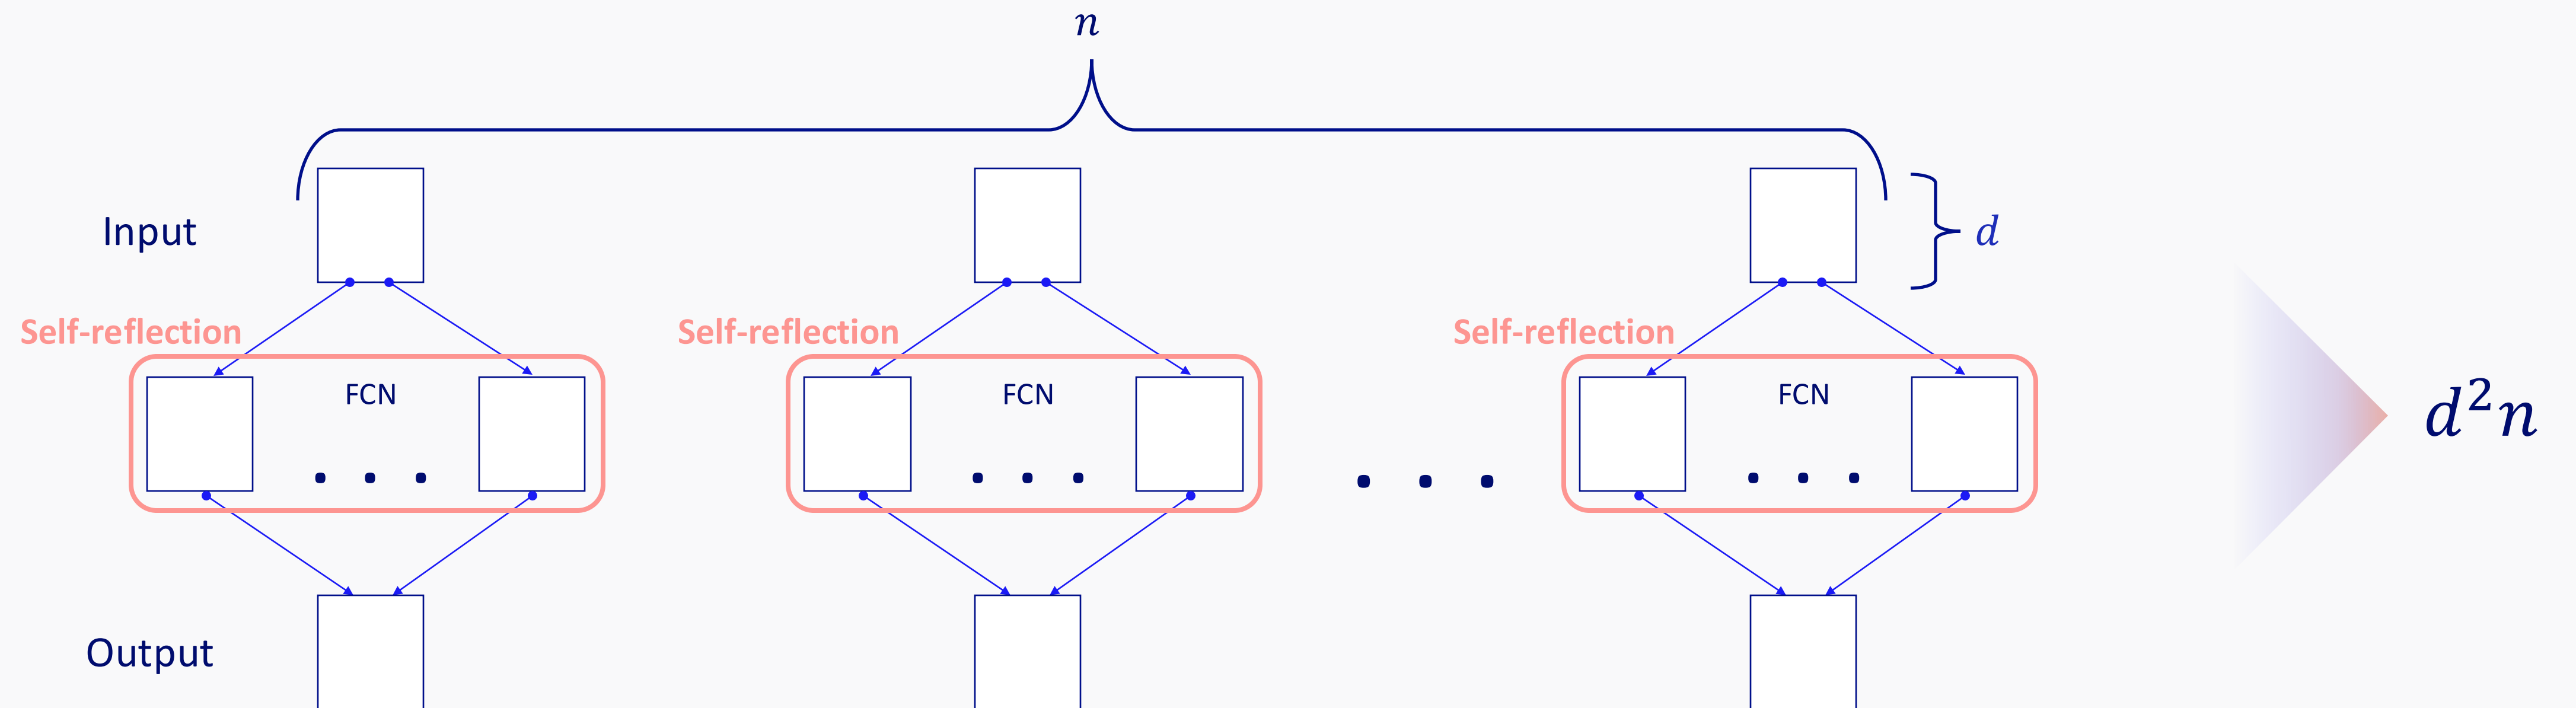 n
Input
d
Self-reflection Self-reflection Self-reflection
FCN FCN FCN
. . . . . . . . . . . .
d²n
Output